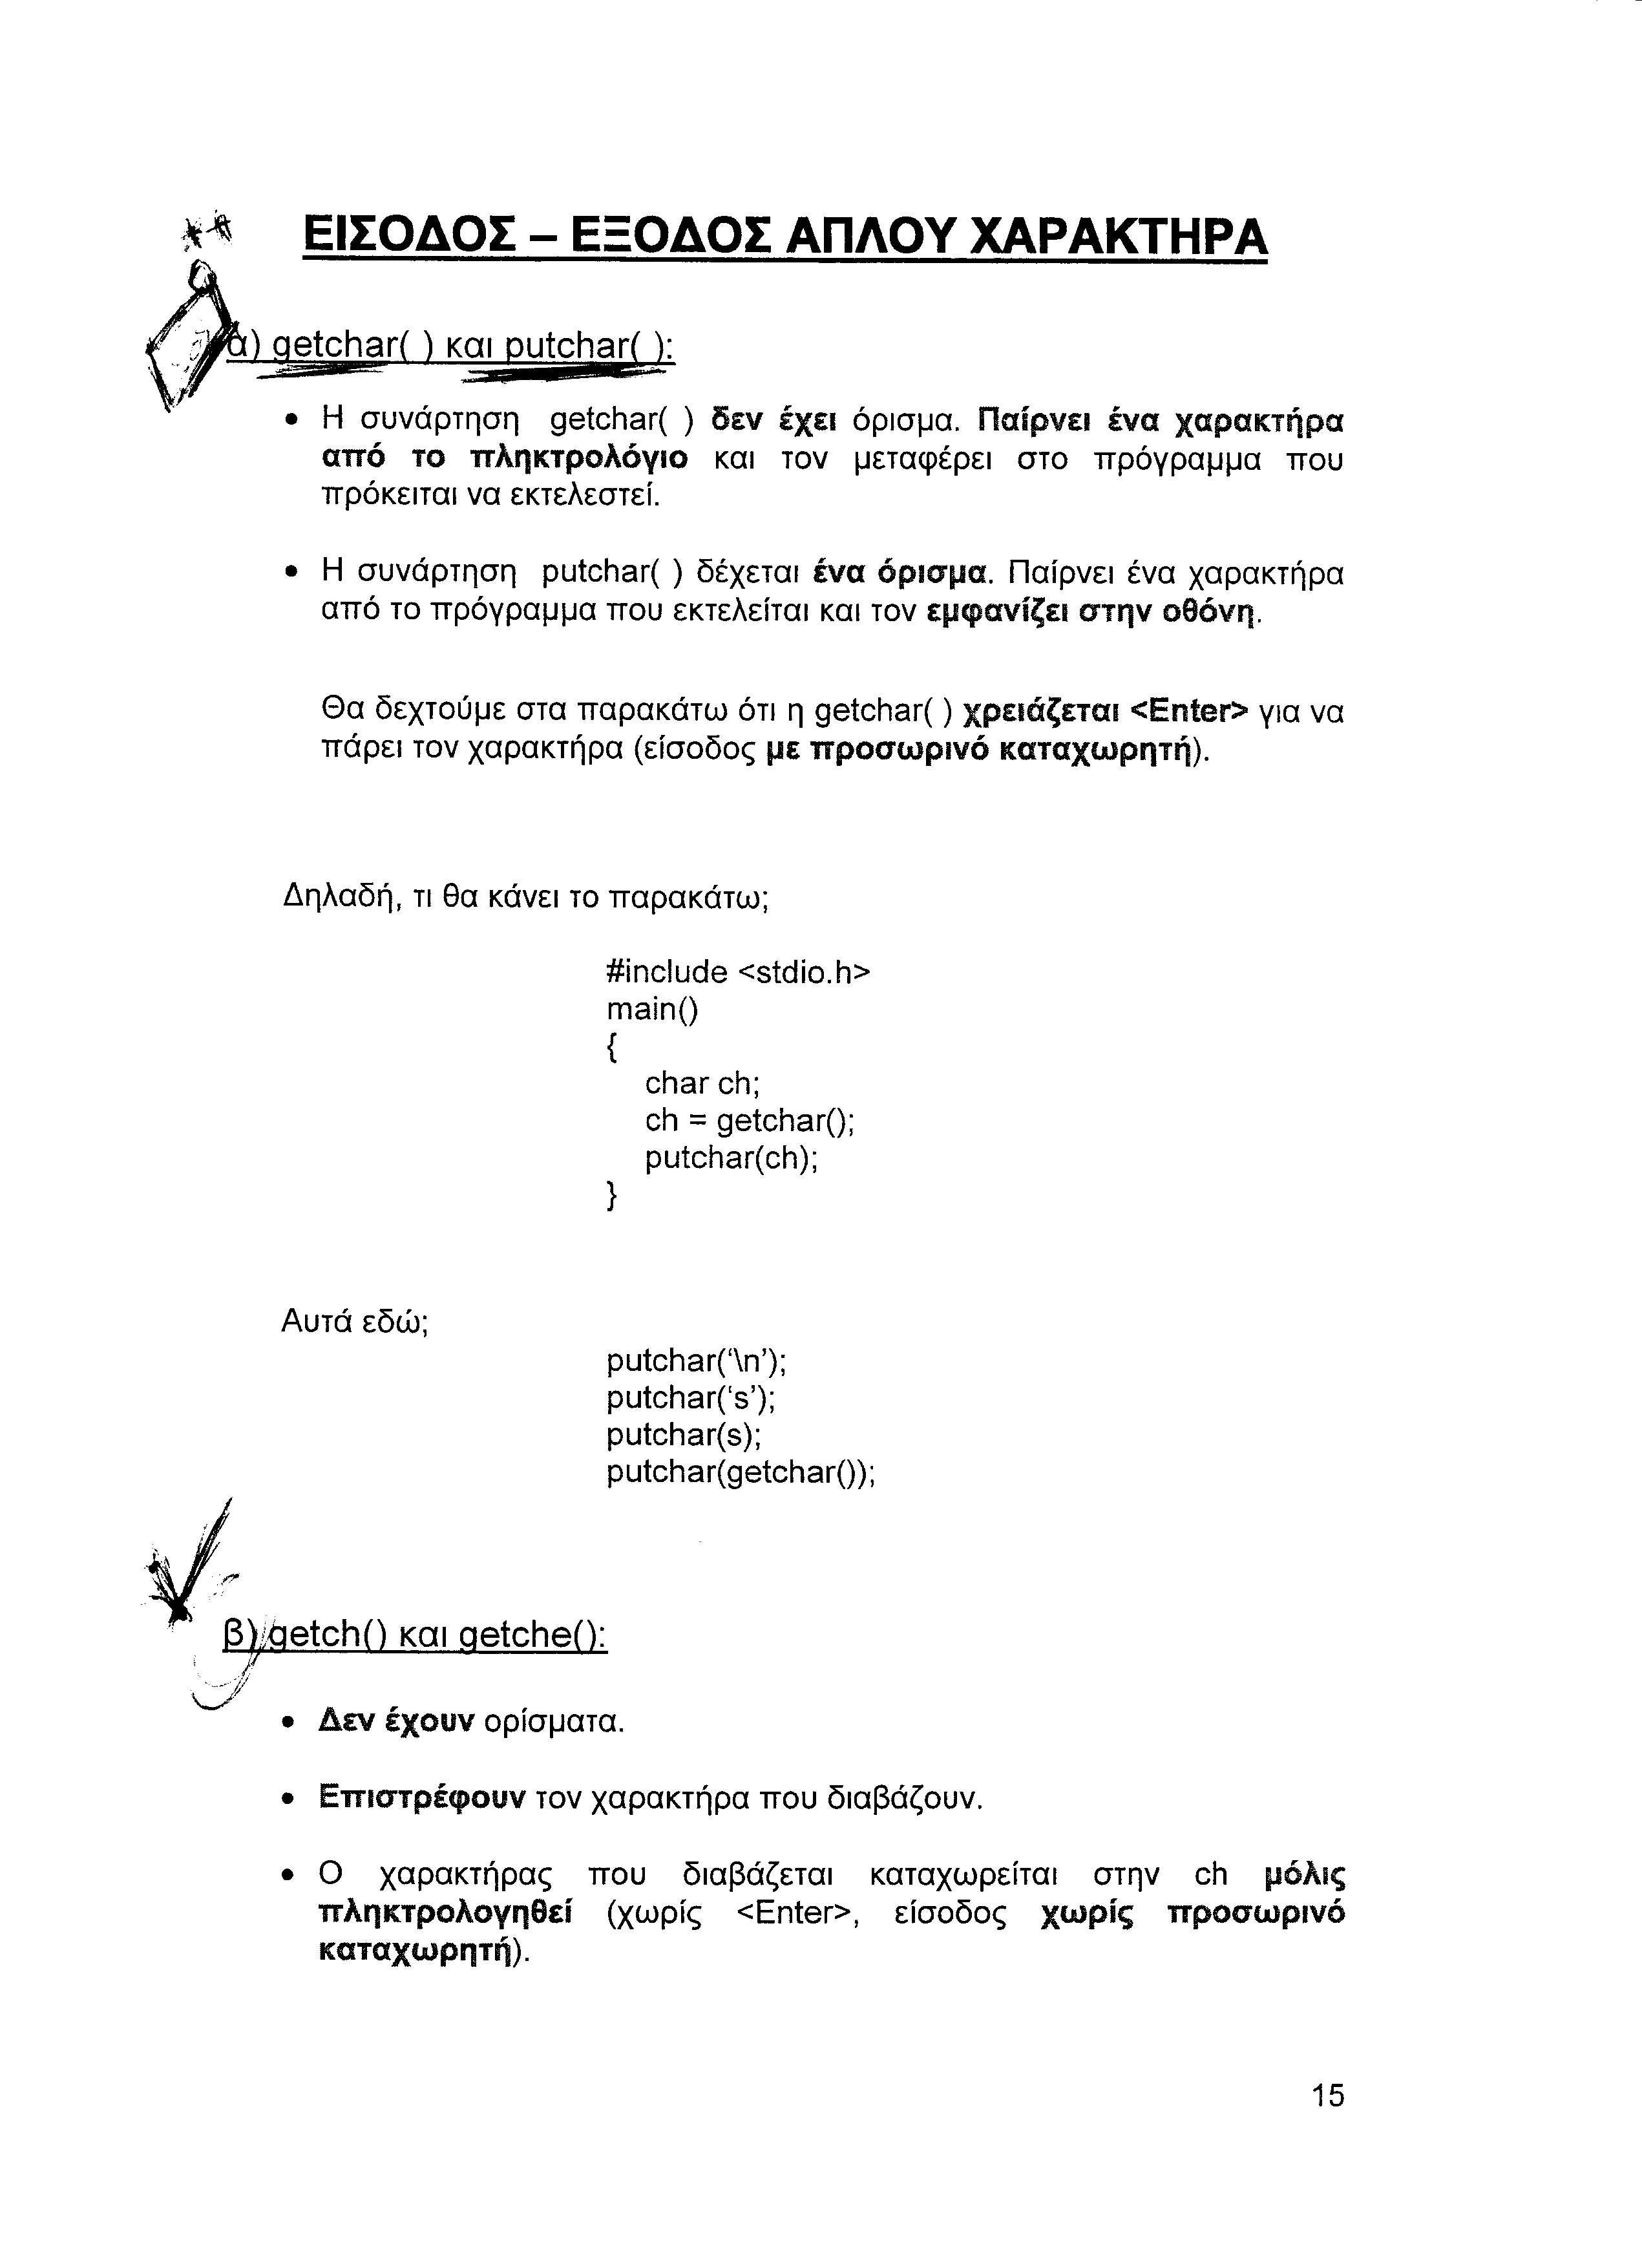 ΕΙΣΟΔΟΣ – ΕΞΟΔΟΣ ΑΠΛΟΥ ΧΑΡΑΚΤΗΡΑ
α) getchar( ) και putchar( ):
• Η συνάρτηση getchar( ) δεν έχει όρισμα. Παίρνει ένα χαρακτήρα
από το πληκτρολόγιο και τον μεταφέρει στο πρόγραμμα που
πρόκειται να εκτελεστεί.
• Η συνάρτηση putchar( ) δέχεται ένα όρισμα. Παίρνει ένα χαρακτήρα
από το πρόγραμμα που εκτελείται και τον εμφανίζει στην οθόνη.
Θα δεχτούμε στα παρακάτω ότι η getchar( ) χρειάζεται <Enter> για να
πάρει τον χαρακτήρα (είσοδος με προσωρινό καταχωρητή).
Δηλαδή, τι θα κάνει το παρακάτω;
#include <stdio.h>
main()
{
char ch;
ch = getchar();
putchar(ch);
}
Αυτά εδώ;
putchar(‘\n’);
putchar(‘s’);
putchar(s);
putchar(getchar());
β) getch() και getche():
• Δεν έχουν ορίσματα.
• Επιστρέφουν τον χαρακτήρα που διαβάζουν.
• Ο χαρακτήρας που διαβάζεται καταχωρείται στην ch μόλις
πληκτρολογηθεί (χωρίς <Enter>, είσοδος χωρίς προσωρινό
καταχωρητή).
15